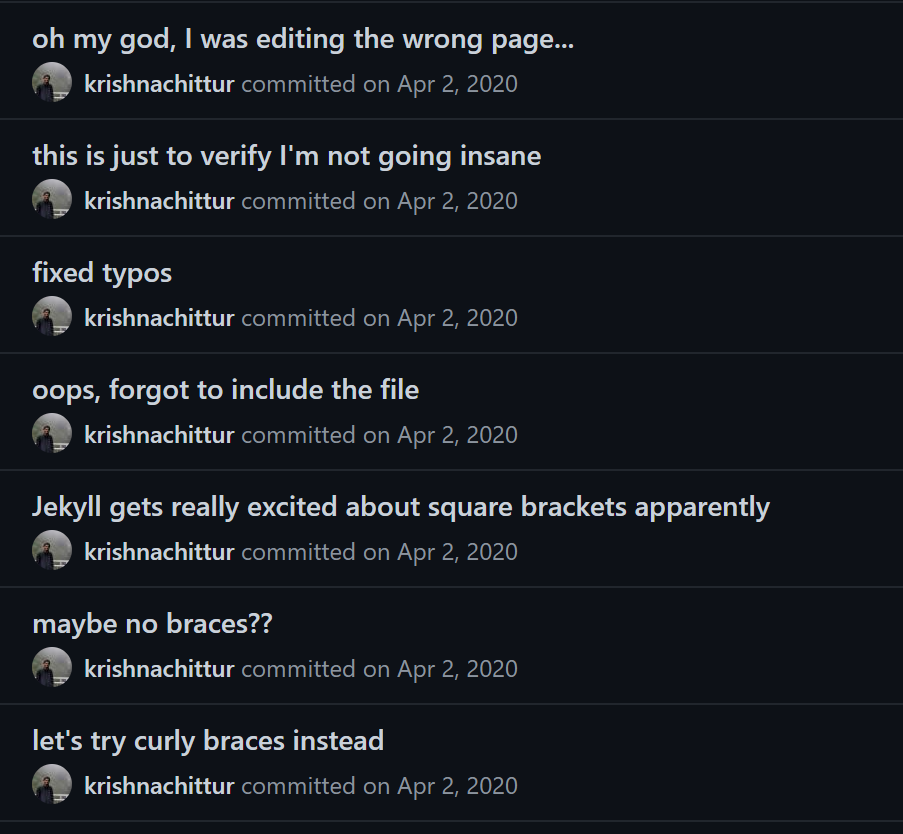 oh my god, I was editing the wrong page...
krishnachittur committed on Apr 2, 2020
this is just to verify I'm not going insane
krishnachittur committed on Apr 2, 2020
fixed typos
krishnachittur committed on Apr 2, 2020
oops, forgot to include the file
krishnachittur committed on Apr 2, 2020
Jekyll gets really excited about square brackets apparently
krishnachittur committed on Apr 2, 2020
maybe no braces??
krishnachittur committed on Apr 2, 2020
let's try curly braces instead
krishnachittur committed on Apr 2, 2020